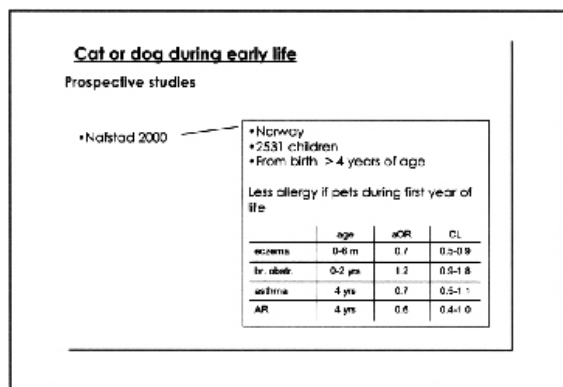 Cat or dog during early life
Prospective studies
•Nafstad 2000
•Norway
•2531 children
•From birth > 4 years of age
Less allergy if pets during first year of
life
age aOR CL
eczema 0-6 m 0.7 0.5-0.9
br. obstr. 0-2 yrs 1.2 0.9-1.8
asthma 4 yrs 0.7 0.5-1.1
AR 4 yrs 0.6 0.4-1.0